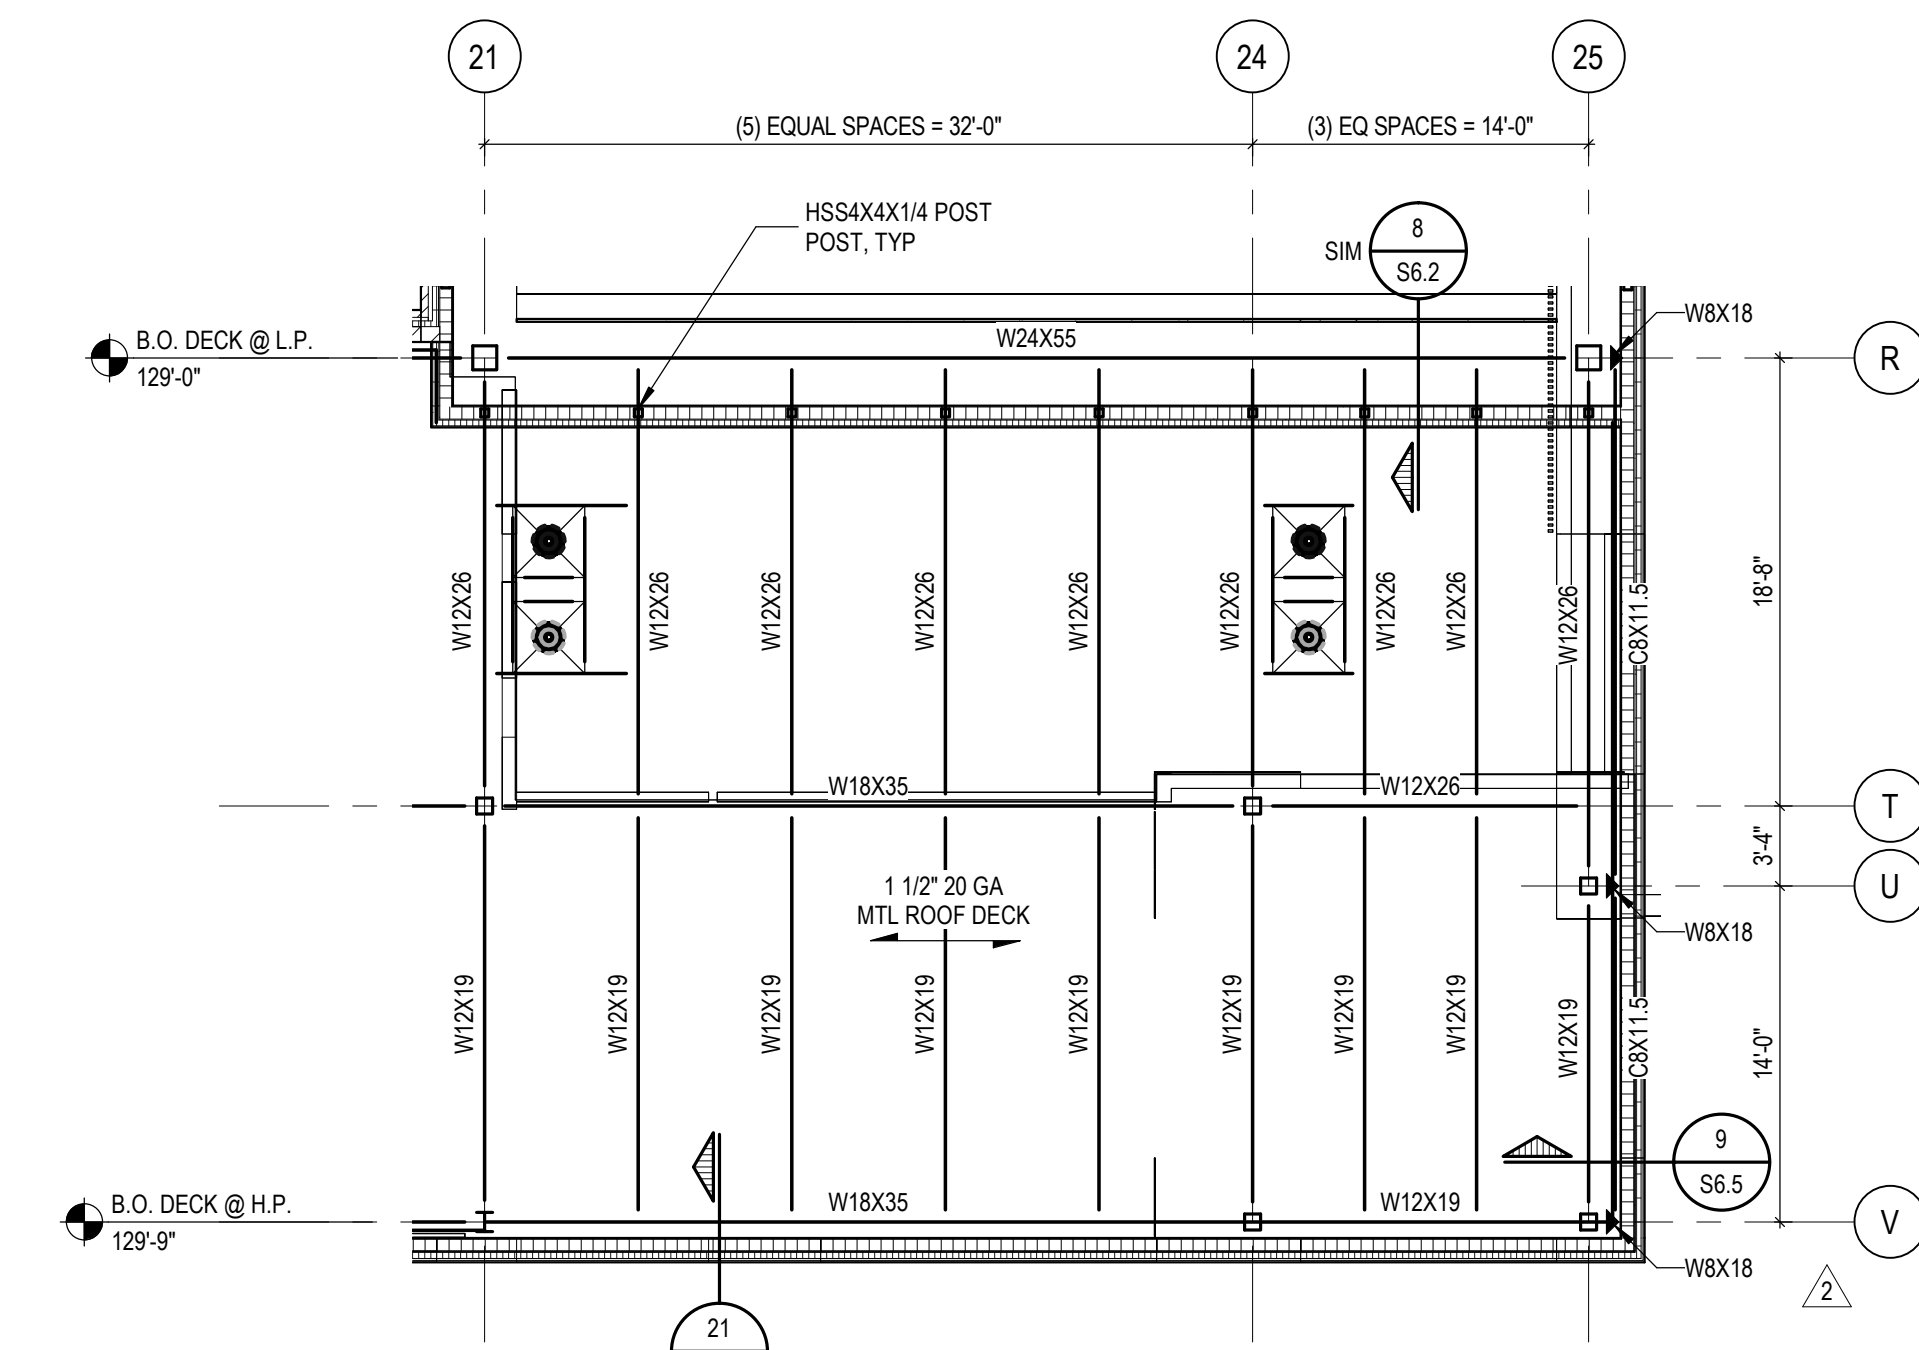 21
24
25
(5) EQUAL SPACES = 32'-0"
(3) EQ SPACES = 14'-0"
HSS4X4X1/4 POST
POST, TYP
SIM
8
S6.2
W8X18
B.O. DECK @ L.P.
129'-0"
W24X55
R
W12X26
W12X26
W12X26
W12X26
W12X26
W12X26
W12X26
W12X26
W12X26
C8X11.5
18'-8"
W18X35
W12X26
T
3'-4"
1 1/2" 20 GA
MTL ROOF DECK
U
W8X18
W12X19
W12X19
W12X19
W12X19
W12X19
W12X19
W12X19
W12X19
W12X19
C8X11.5
14'-0"
9
S6.5
B.O. DECK @ H.P.
129'-9"
W18X35
W12X19
V
W8X18
2
21